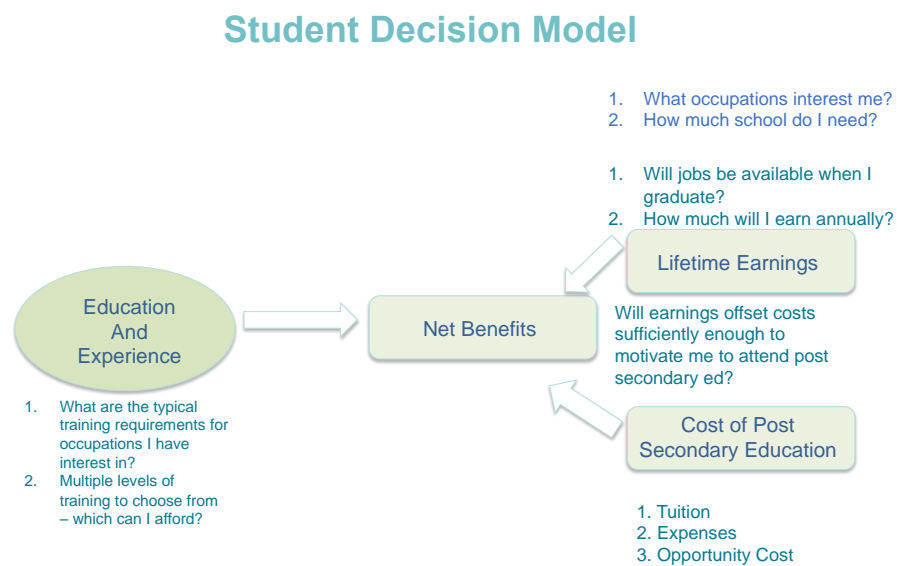 Student Decision Model
1. What occupations interest me?
2. How much school do I need?
1. Will jobs be available when I
graduate?
2. How much will I earn annually?
Lifetime Earnings
Education
And
Experience
Net Benefits
Will earnings offset costs
sufficiently enough to
motivate me to attend post
secondary ed?
1. What are the typical
training requirements for
occupations I have
interest in?
2. Multiple levels of
training to choose from
– which can I afford?
Cost of Post
Secondary Education
1. Tuition
2. Expenses
3. Opportunity Cost